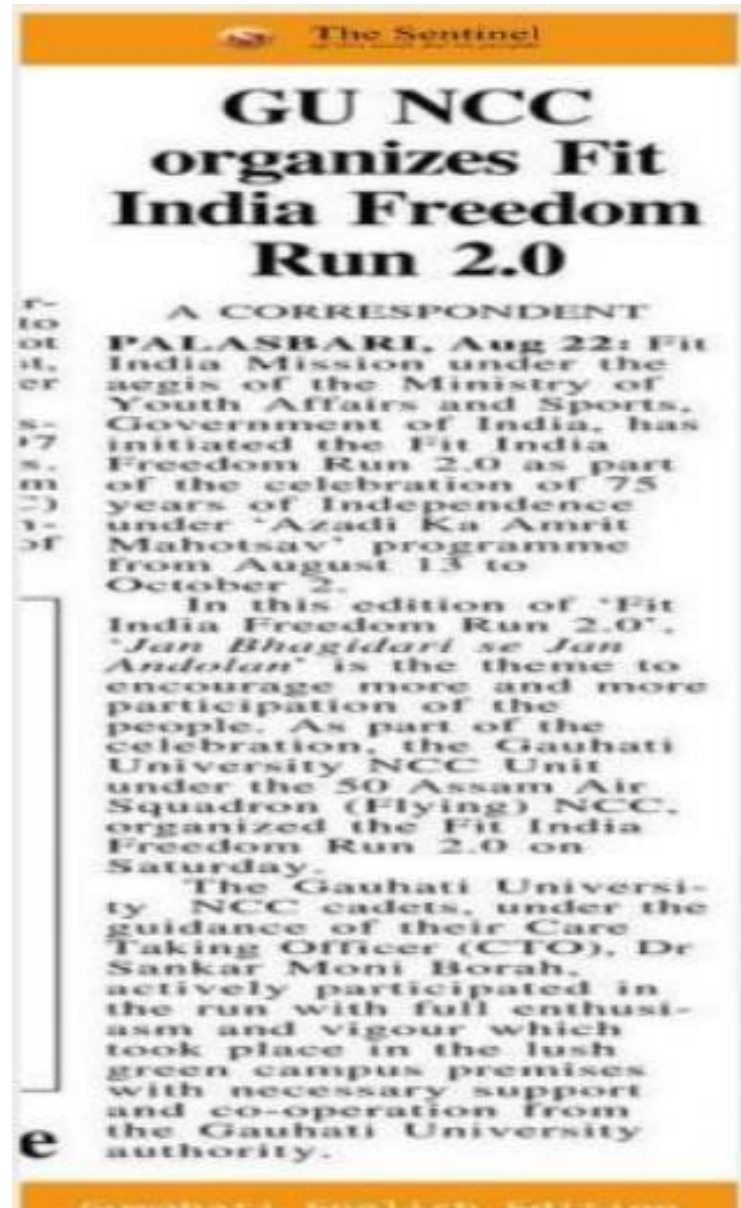 The Sentinel
GU NCC
organizes Fit
India Freedom
Run 2.0
r-
to
ot
er
s-
s.
m
of
e
A CORRESPONDENT
PALASBARI, Aug 22: Fit
India Mission under the
aegis of the Ministry of
Youth Affairs and Sports,
Government of India, has
initiated the Fit India
Freedom Run 2.0 as part
of the celebration of 75
years of Independence
under 'Azadi Ka Amrit
Mahotsav' programme
from August 13 to
October 2.
In this edition of 'Fit
India Freedom Run 2.0',
'Jan Bhagidari se Jan
Andolan' is the theme to
encourage more and more
participation of the
people. As part of the
celebration, the Gauhati
University NCC Unit
under the 50 Assam Air
Squadron (Flying) NCC,
organized the Fit India
Freedom Run 2.0 on
Saturday.
The Gauhati Universi-
ty NCC cadets, under the
guidance of their Care
Taking Officer (CTO), Dr
Sankar Moni Borah,
actively participated in
the run with full enthusi-
asm and vigour which
took place in the lush
green campus premises
with necessary support
and co-operation from
the Gauhati University
authority.